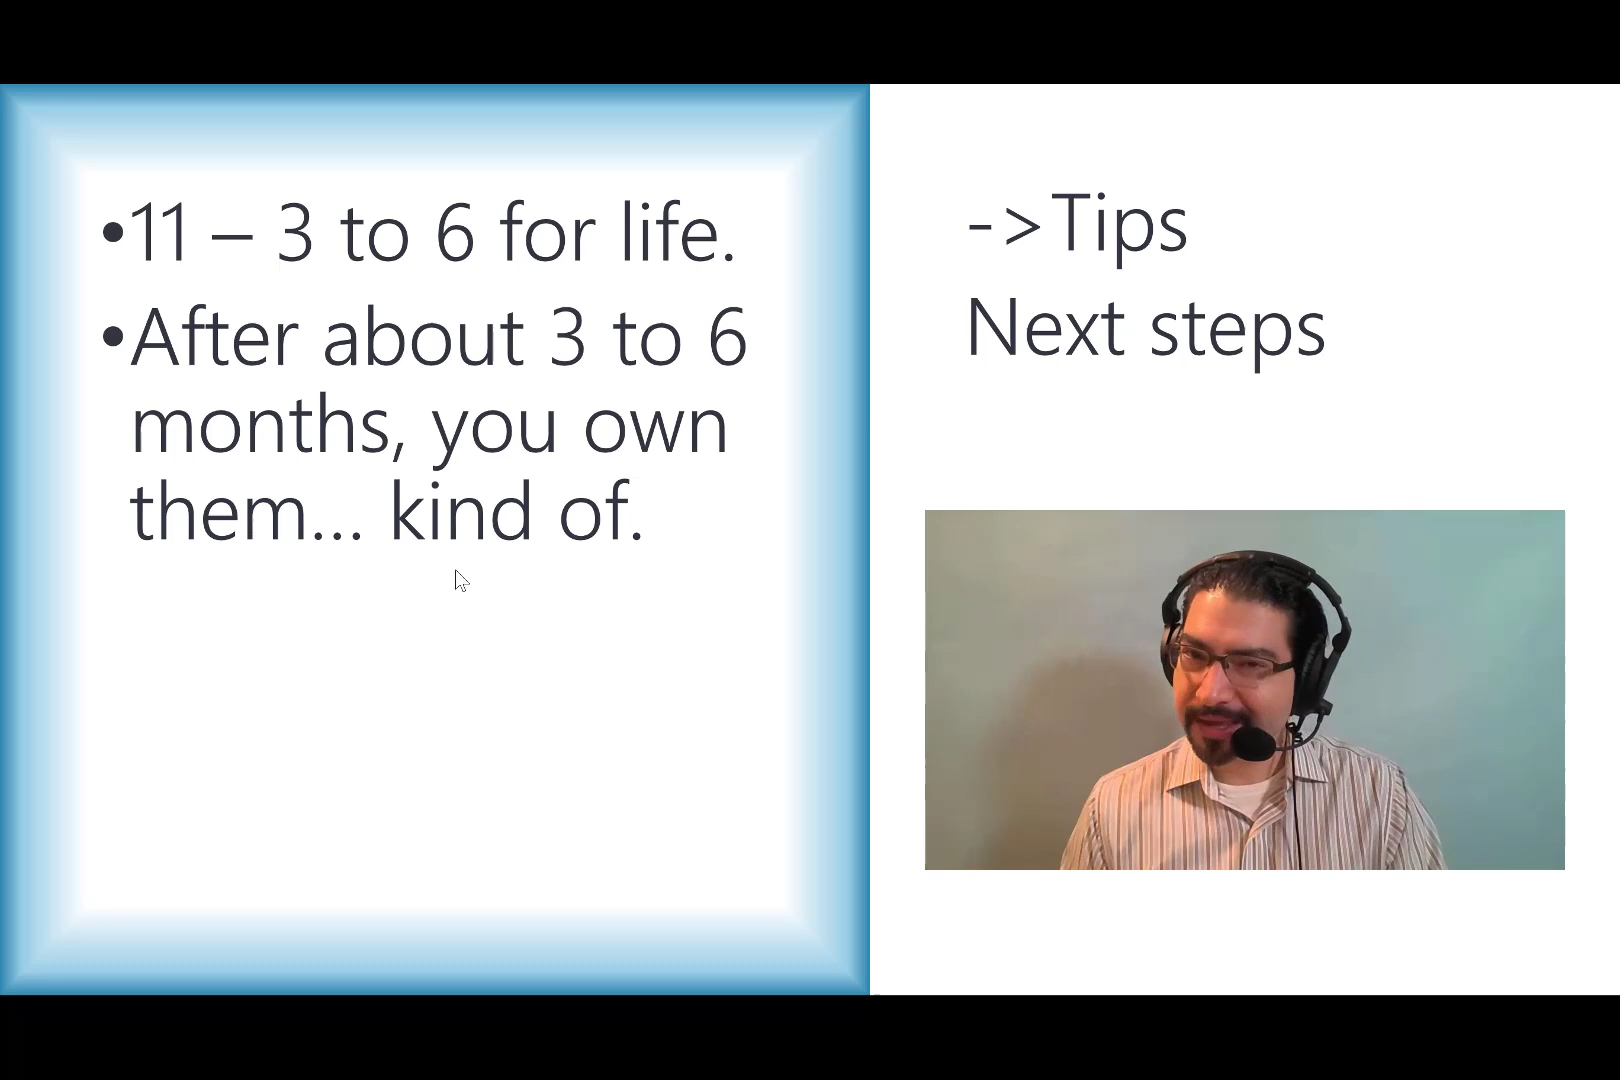 •11 – 3 to 6 for life.
•After about 3 to 6
months, you own
them... kind of.
->Tips
Next steps